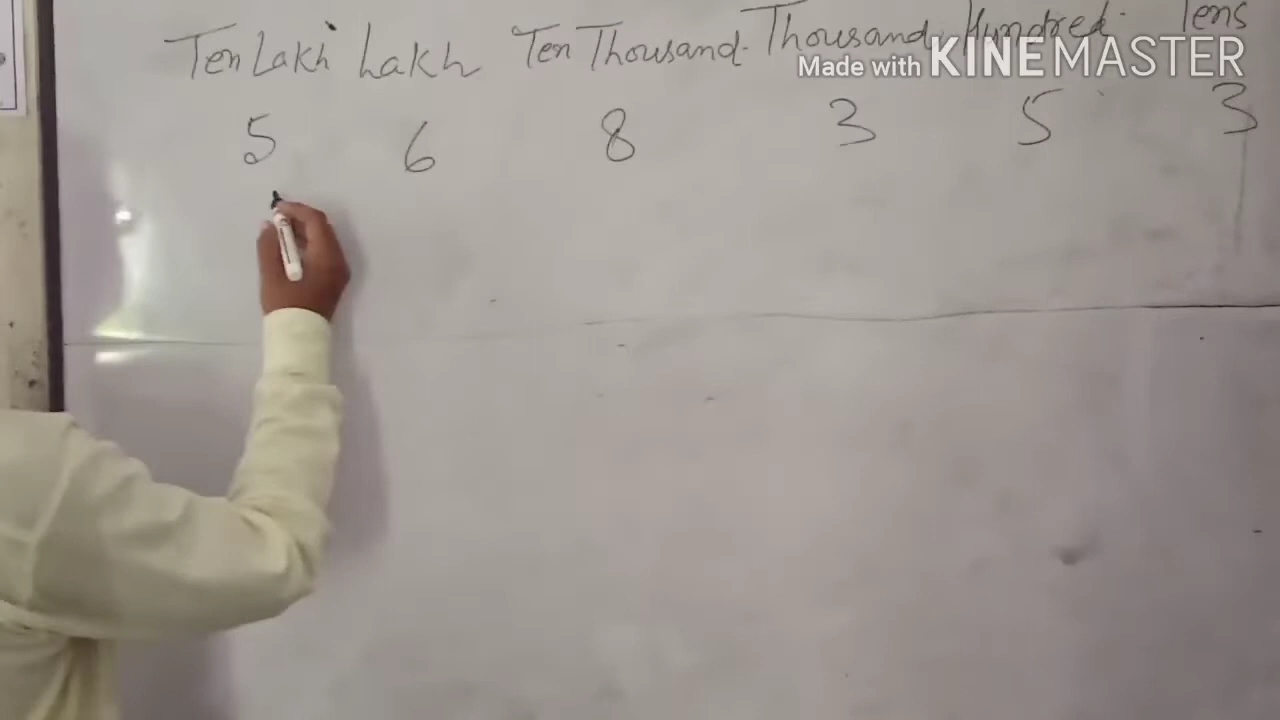 Ten Lakh Lakh Ten Thousand Thousand Hundred Tens
Made with KINEMASTER
5 6 8 3 5 3